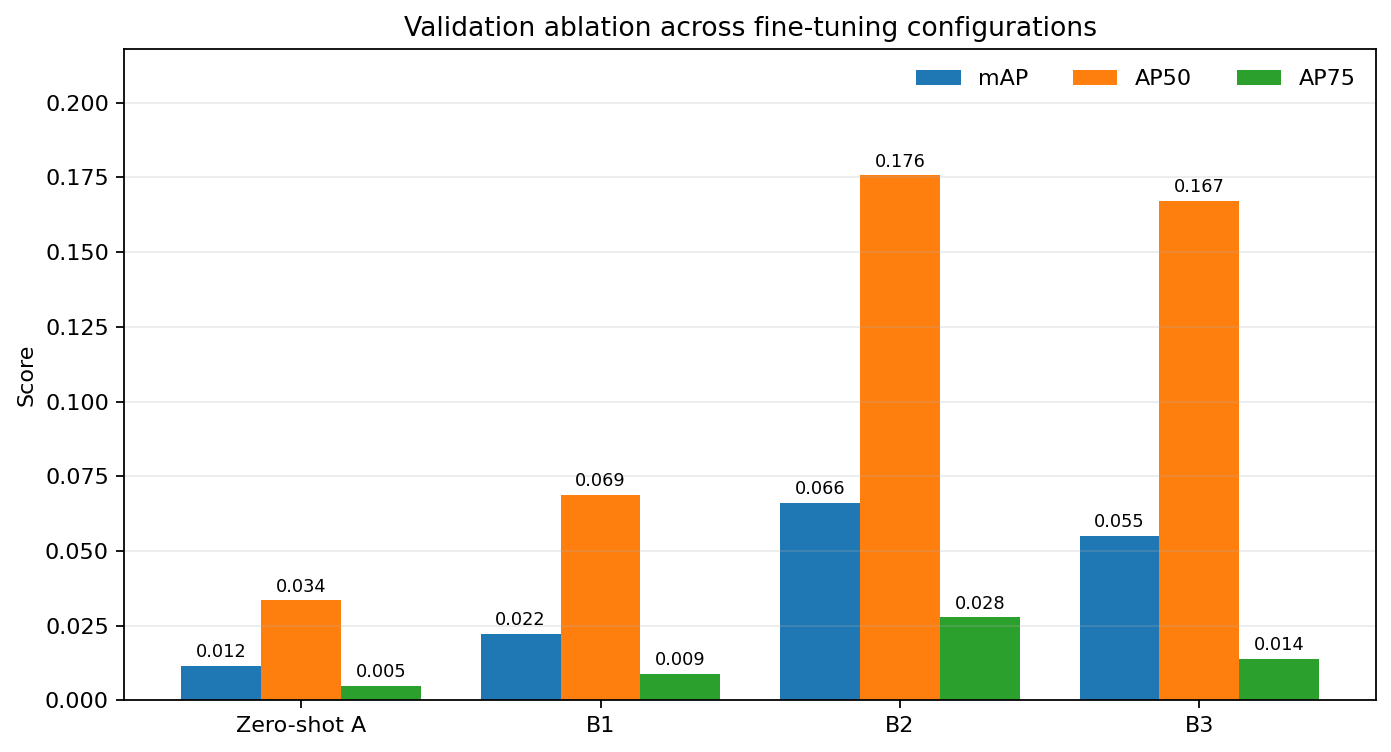 Validation ablation across fine-tuning configurations
mAP AP50 AP75
Score
0.200
0.175
0.150
0.125
0.100
0.075
0.050
0.025
0.000
0.012 0.034 0.005
0.022 0.069 0.009
0.066 0.176 0.028
0.055 0.167 0.014
Zero-shot A B1 B2 B3